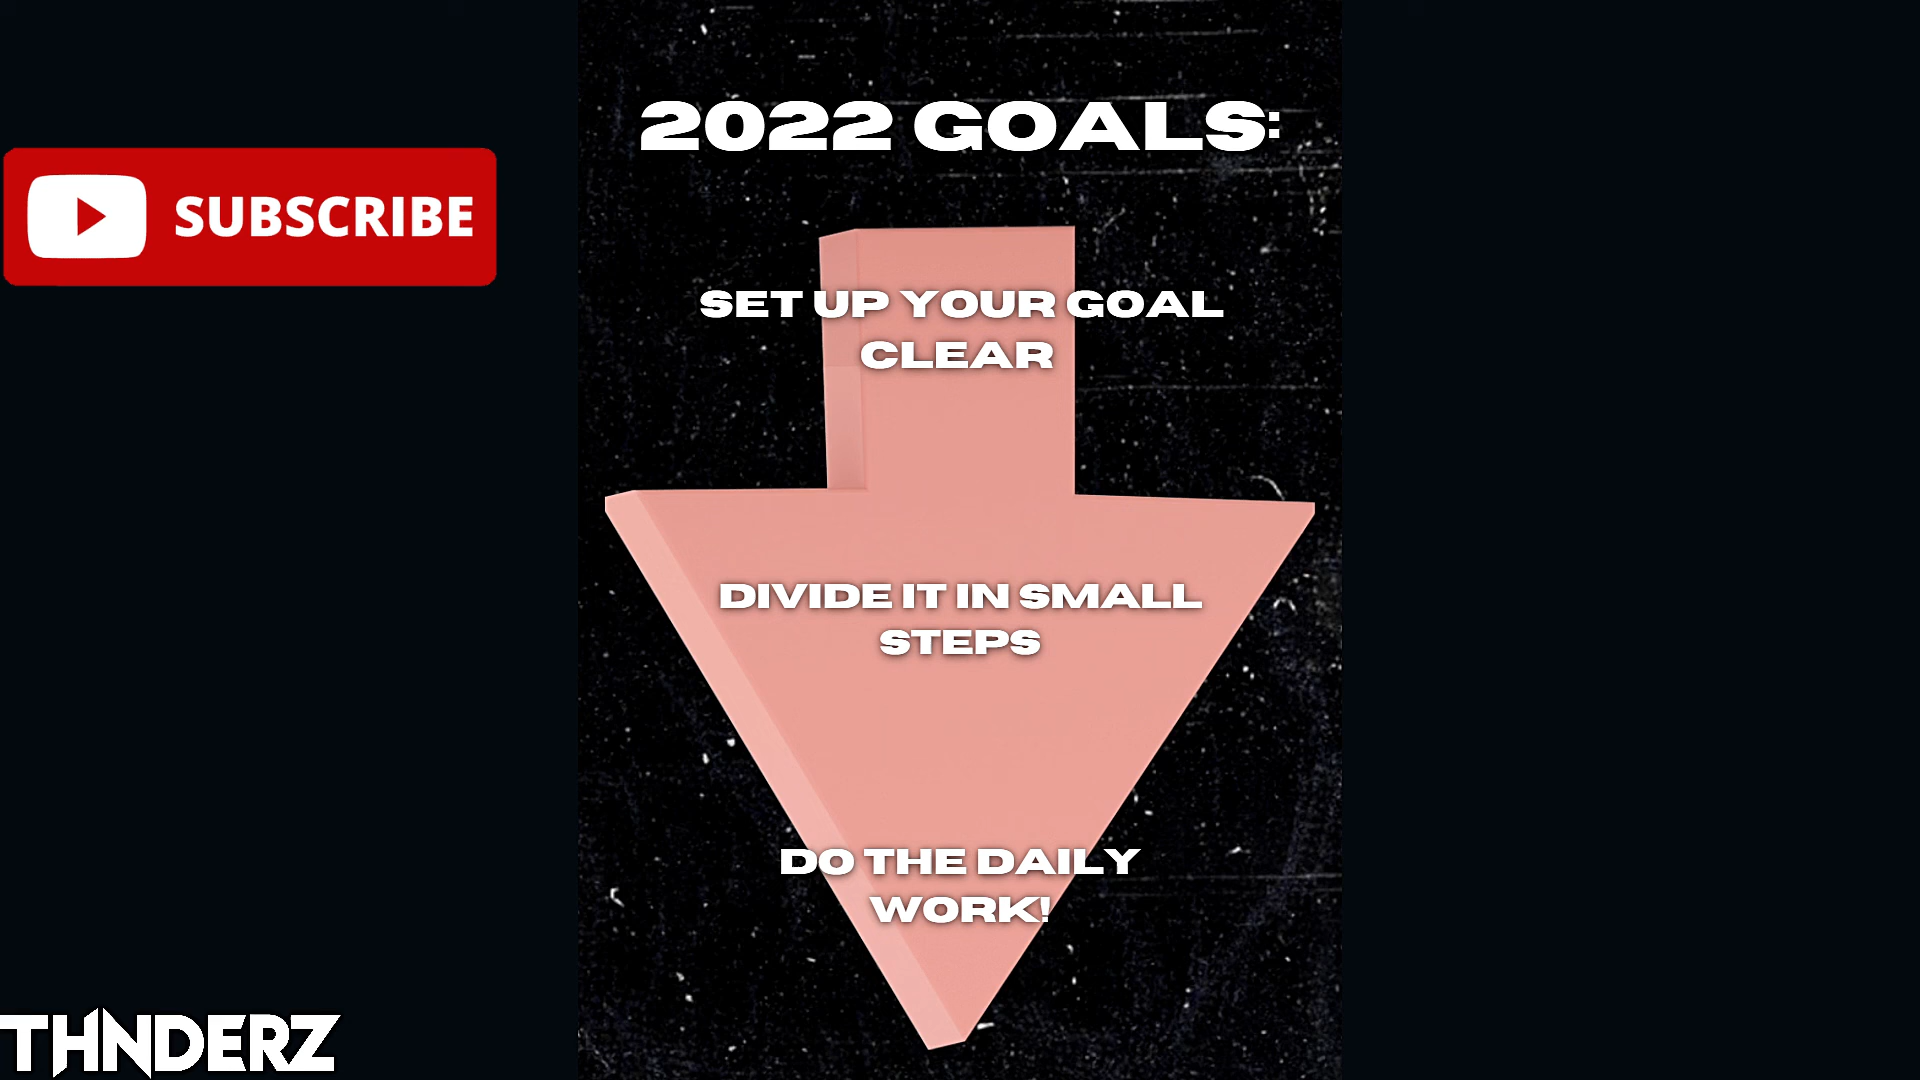 2022 GOALS:
SUBSCRIBE
SET UP YOUR GOAL
CLEAR
DIVIDE IT IN SMALL
STEPS
DO THE DAILY
WORK!
THNDERZ